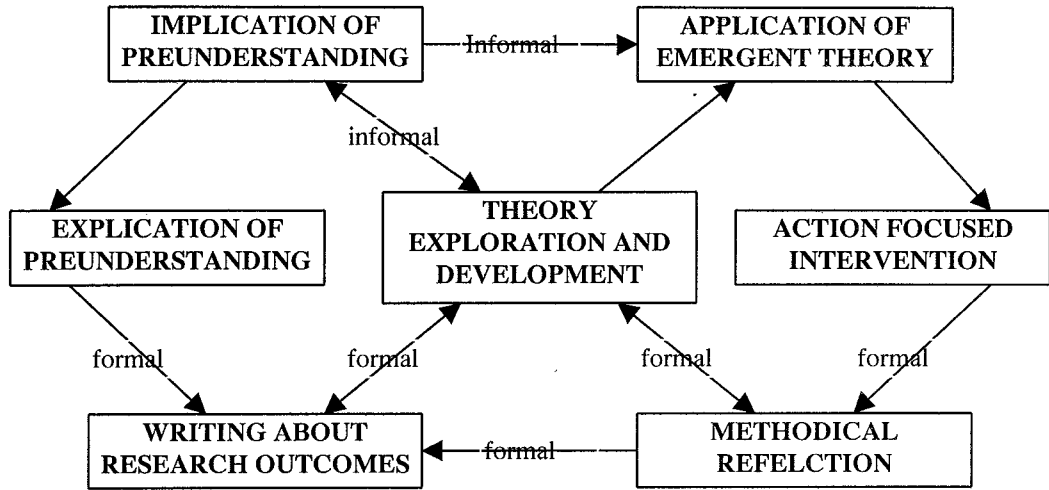 IMPLICATION OF
PREUNDERSTANDING
Informal
APPLICATION OF
EMERGENT THEORY
informal
EXPLICATION OF
PREUNDERSTANDING
THEORY
EXPLORATION AND
DEVELOPMENT
ACTION FOCUSED
INTERVENTION
formal
formal
formal
formal
WRITING ABOUT
RESEARCH OUTCOMES
formal
METHODICAL
REFELCTION